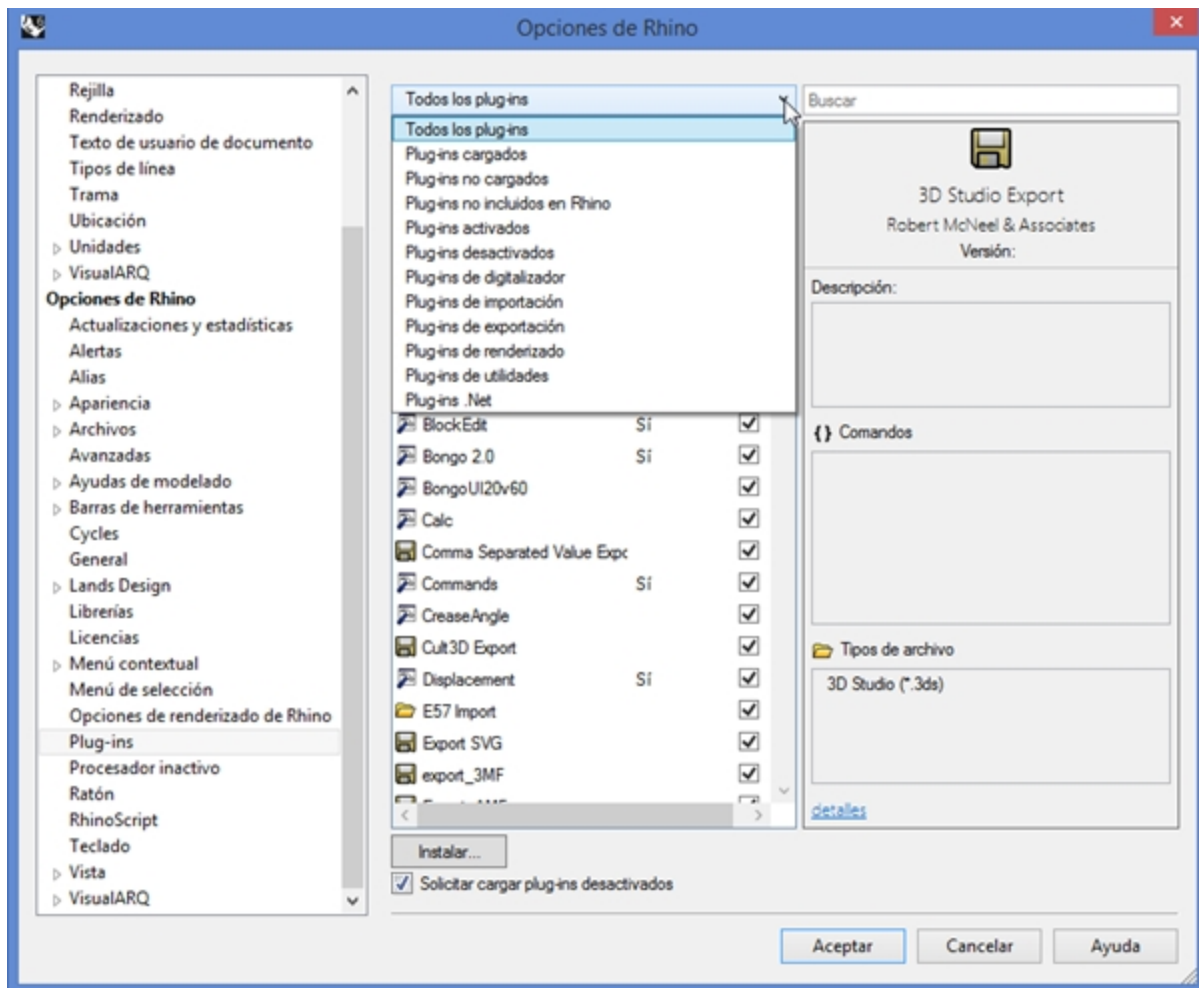 Opciones de Rhino
Rejilla
Renderizado
Texto de usuario de documento
Tipos de línea
Trama
Ubicación
Unidades
VisualARQ
Opciones de Rhino
Actualizaciones y estadísticas
Alertas
Alias
Apariencia
Archivos
Avanzadas
Ayudas de modelado
Barras de herramientas
Cycles
General
Lands Design
Librerías
Licencias
Menú contextual
Menú de selección
Opciones de renderizado de Rhino
Plug-ins
Procesador inactivo
Ratón
RhinoScript
Teclado
Vista
VisualARQ
Todos los plug-ins
Todos los plug-ins
Plug-ins cargados
Plug-ins no cargados
Plug-ins no incluidos en Rhino
Plug-ins activados
Plug-ins desactivados
Plug-ins de digitalizador
Plug-ins de importación
Plug-ins de exportación
Plug-ins de renderizado
Plug-ins de utilidades
Plug-ins .Net
BlockEdit Sí
Bongo 2.0 Sí
BongoUI20v60
Calc
Comma Separated Value Expo
Commands Sí
CreaseAngle
Cult3D Export
Displacement Sí
E57 Import
Export SVG
export_3MF
Instalar...
Solicitar cargar plug-ins desactivados
Buscar
3D Studio Export
Robert McNeel & Associates
Versión:
Descripción:
{} Comandos
Tipos de archivo
3D Studio (*.3ds)
detalles
Aceptar
Cancelar
Ayuda